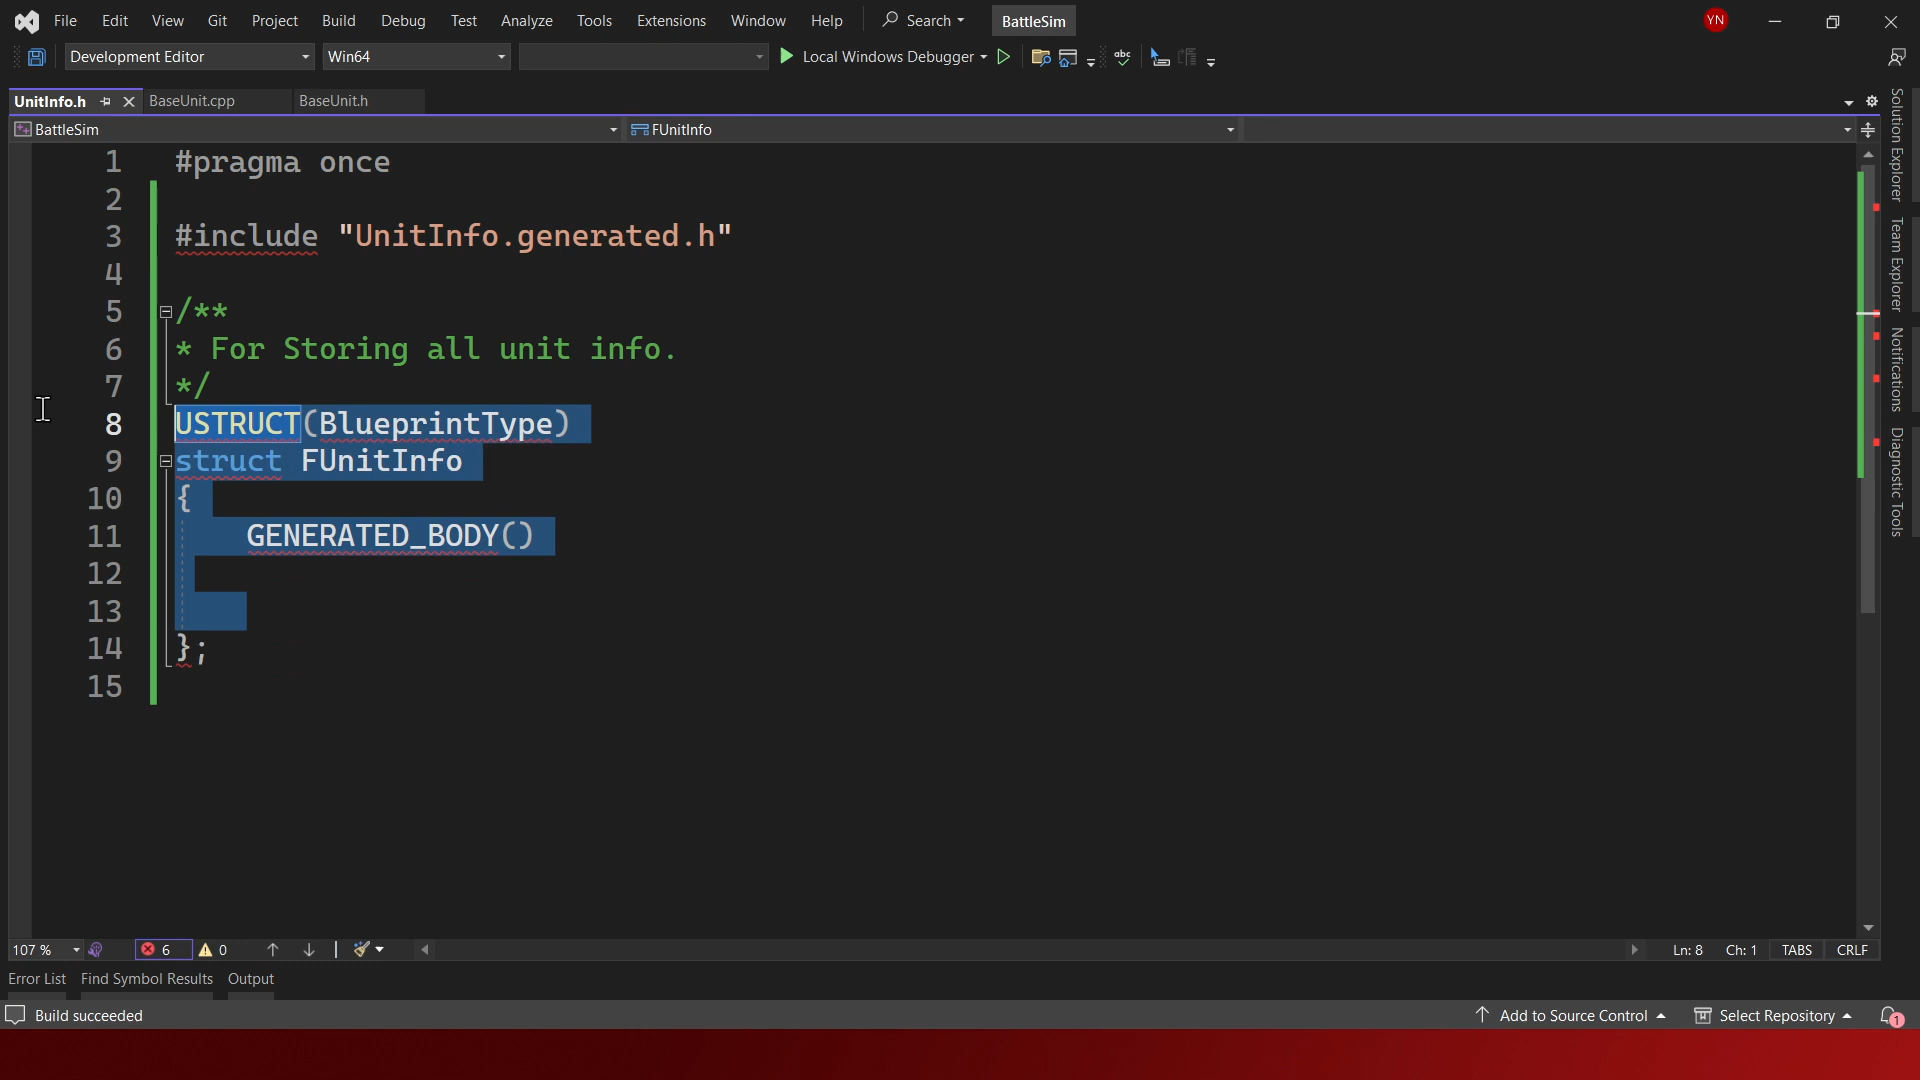 File Edit View Git Project Build Debug Test Analyze Tools Extensions Window Help Search BattleSim YN
Development Editor Win64 Local Windows Debugger abc
UnitInfo.h BaseUnit.cpp BaseUnit.h
BattleSim FUnitInfo
1 #pragma once
2
3 #include "UnitInfo.generated.h"
4
5 /**
6 * For Storing all unit info.
7 */
8 USTRUCT(BlueprintType)
9 struct FUnitInfo
10 {
11 GENERATED_BODY()
12
13
14 };
15
Solution Explorer
Team Explorer
Notifications
Diagnostic Tools
107 % 6 0 Ln: 8 Ch: 1 TABS CRLF
Error List Find Symbol Results Output
Build succeeded Add to Source Control Select Repository 1